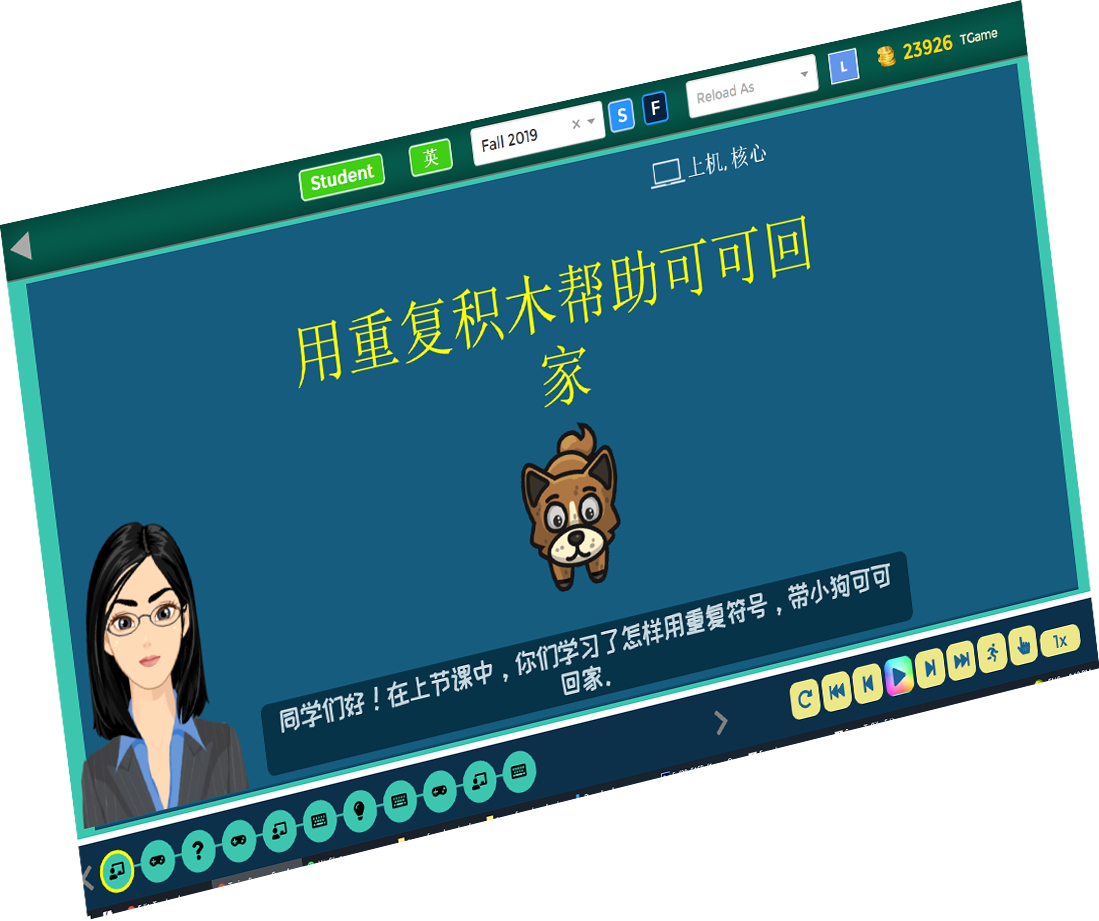 Student
英
Fall 2019
S
F
Reload As
L
23926
TGame
上机, 核心
用重复积木帮助可可回
家
同学们好！在上节课中，你们学习了怎样用重复符号，带小狗可可
回家.
?
1x